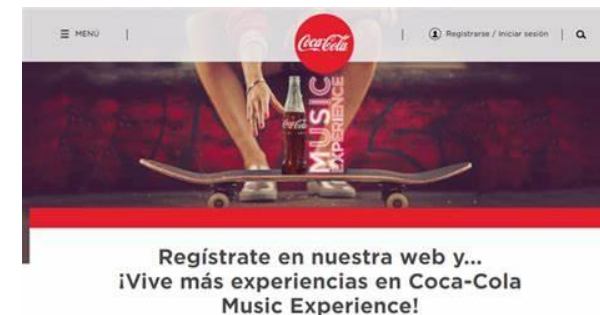 MENÚ
Coca-Cola
Registrarse / Iniciar sesión
Coca-Cola
MUSIC
EXPERIENCE
Regístrate en nuestra web y...
¡Vive más experiencias en Coca-Cola
Music Experience!